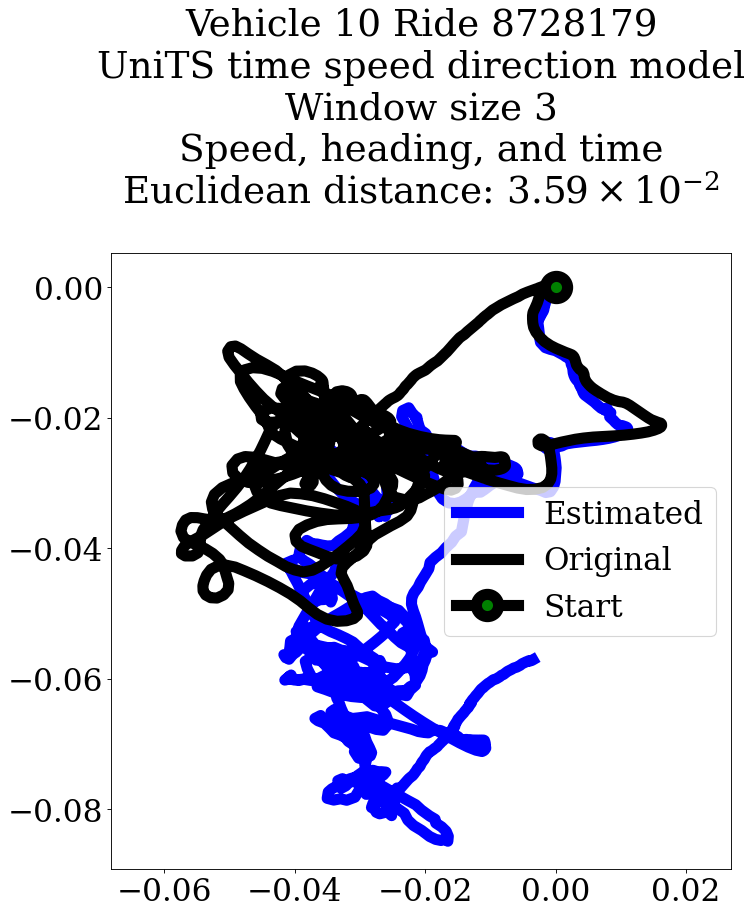 Vehicle 10 Ride 8728179
UniTS time speed direction model
Window size 3
Speed, heading, and time
Euclidean distance: 3.59 × 10⁻²
0.00
−0.02
−0.04
−0.06
−0.08
Estimated
Original
Start
−0.06 −0.04 −0.02 0.00 0.02